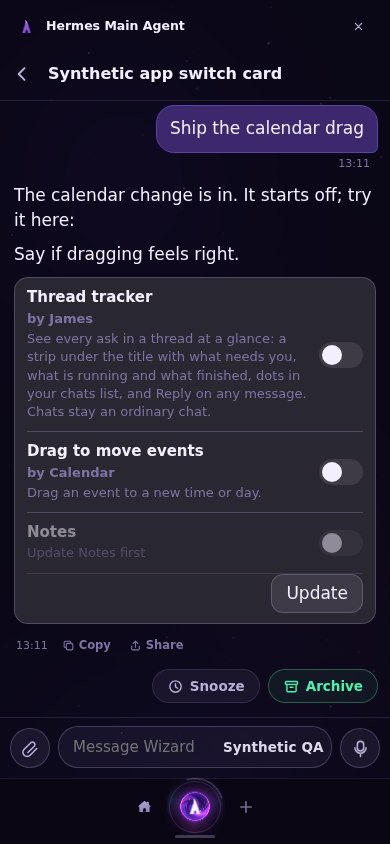 Hermes Main Agent
Synthetic app switch card
Ship the calendar drag
13:11
The calendar change is in. It starts off; try
it here:
Say if dragging feels right.
Thread tracker
by James
See every ask in a thread at a glance: a
strip under the title with what needs you,
what is running and what finished, dots in
your chats list, and Reply on any message.
Chats stay an ordinary chat.
Drag to move events
by Calendar
Drag an event to a new time or day.
Notes
Update Notes first
Update
13:11 Copy Share
Snooze Archive
Message Wizard Synthetic QA